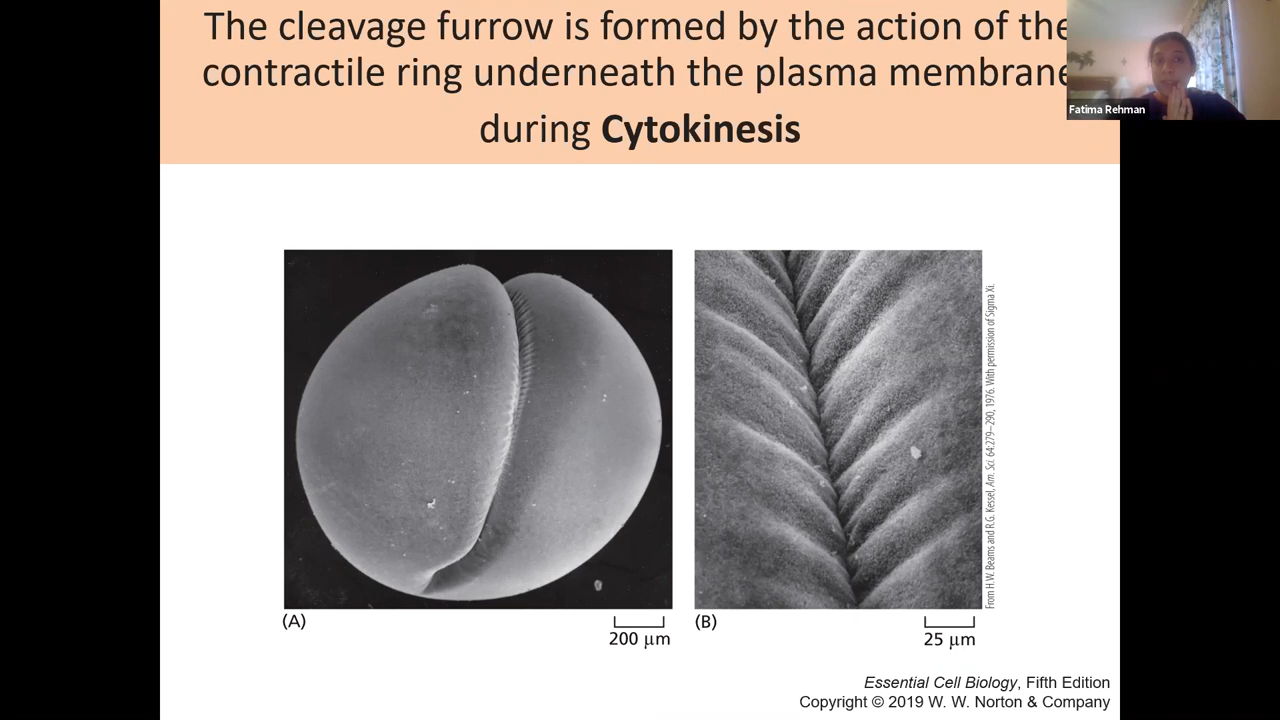 The cleavage furrow is formed by the action of the
contractile ring underneath the plasma membrane
during Cytokinesis
Fatima Rehman
From H.W. Beams and R.G. Kessel, Am. Sci. 64:279–290, 1976. With permission of Sigma Xi.
(A)
200 μm
(B)
25 μm
Essential Cell Biology, Fifth Edition
Copyright © 2019 W. W. Norton & Company